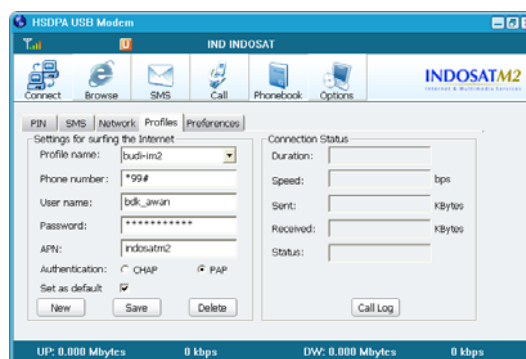 HSDPA USB Modem
U IND INDOSAT
Connect Browse SMS Call Phonebook Options
INDOSATM2
Internet & Multimedia Services
PIN SMS Network Profiles Preferences
Settings for surfing the Internet
Profile name: budi-im2
Phone number: *99#
User name: bdk_awan
Password: ***********
APN: indosatm2
Authentication: CHAP PAP
Set as default
New Save Delete
Connection Status
Duration:
Speed: bps
Sent: KBytes
Received: KBytes
Status:
Call Log
UP: 0.000 Mbytes 0 kbps DW: 0.000 Mbytes 0 kbps